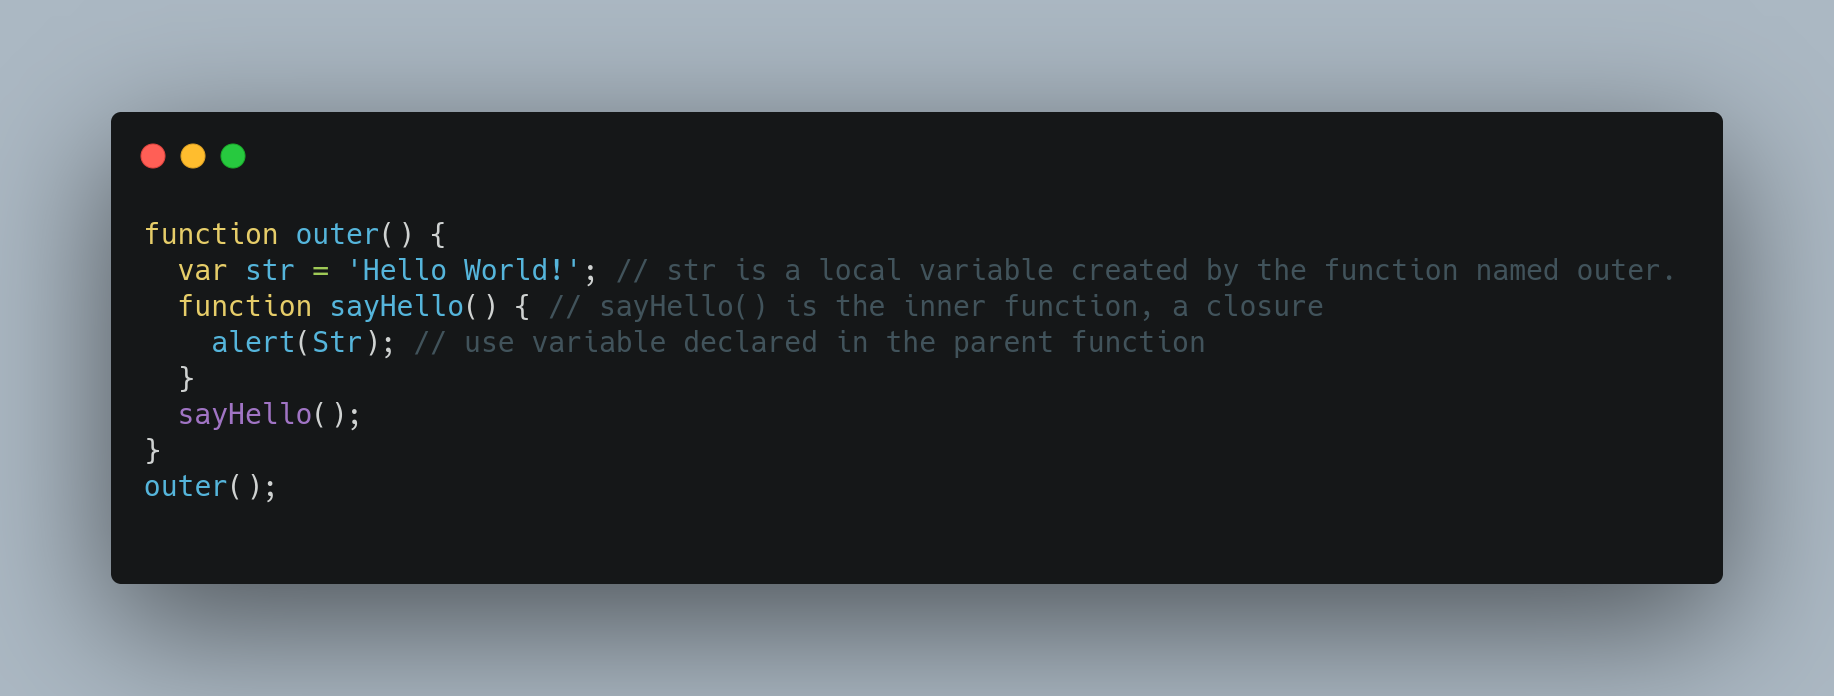 function outer() {
  var str = 'Hello World!'; // str is a local variable created by the function named outer.
  function sayHello() { // sayHello() is the inner function, a closure
    alert(Str); // use variable declared in the parent function
  }
  sayHello();
}
outer();